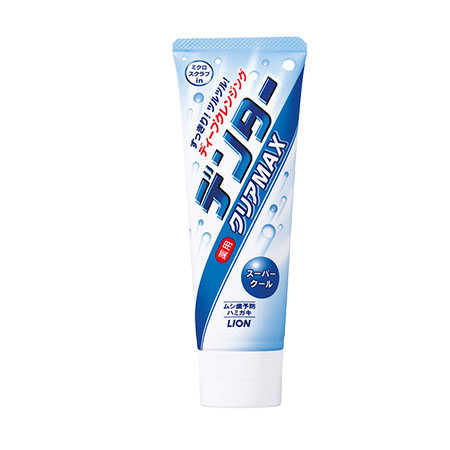 ミクロ
スクラブ
in
すっきり!ツルツル!
ディープクレンジング
デンター
クリアMAX
薬用
スーパー
クール
ムシ歯予防
ハミガキ
LION